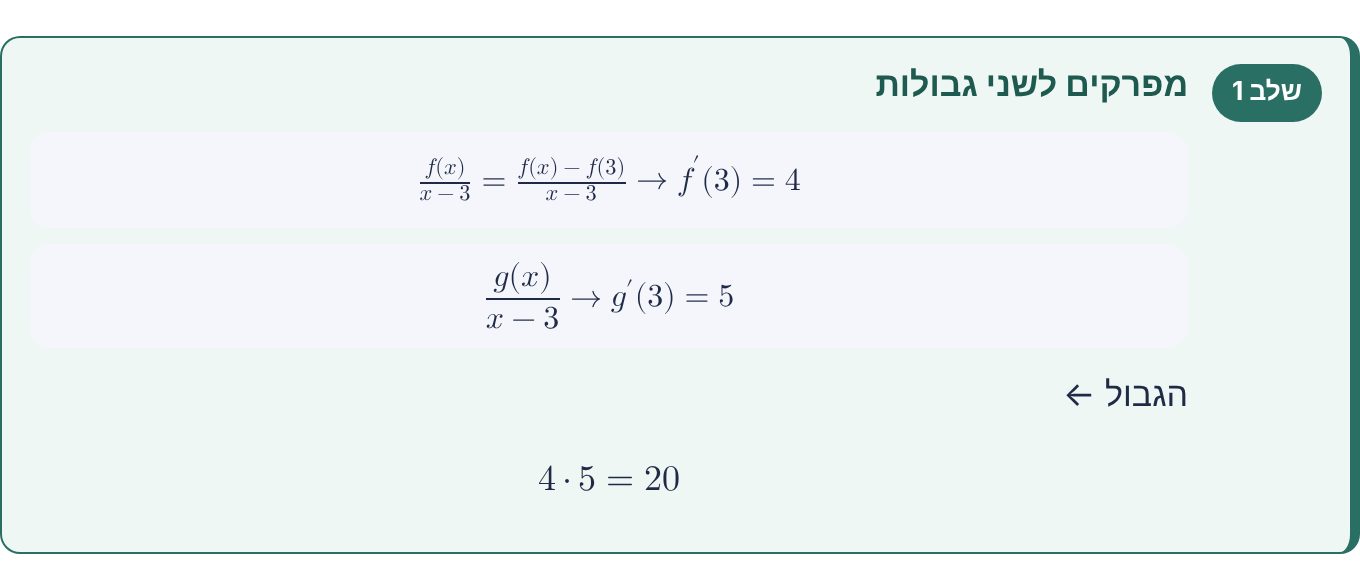 שלב 1
מפרקים לשני גבולות
f(x)/(x − 3) = (f(x) − f(3))/(x − 3) → f′(3) = 4
g(x)/(x − 3) → g′(3) = 5
הגבול ←
4 · 5 = 20